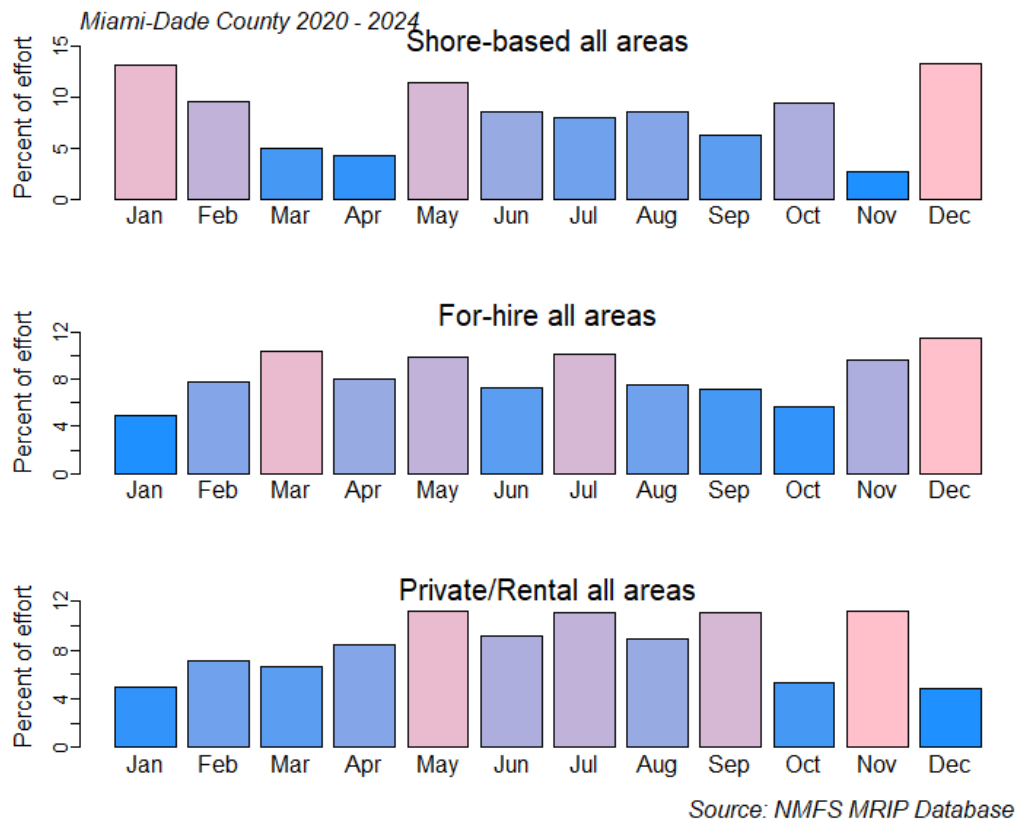 Miami-Dade County 2020 - 2024
Shore-based all areas
Percent of effort
15
10
5
0
Jan Feb Mar Apr May Jun Jul Aug Sep Oct Nov Dec
For-hire all areas
Percent of effort
12
8
4
0
Jan Feb Mar Apr May Jun Jul Aug Sep Oct Nov Dec
Private/Rental all areas
Percent of effort
12
8
4
0
Jan Feb Mar Apr May Jun Jul Aug Sep Oct Nov Dec
Source: NMFS MRIP Database